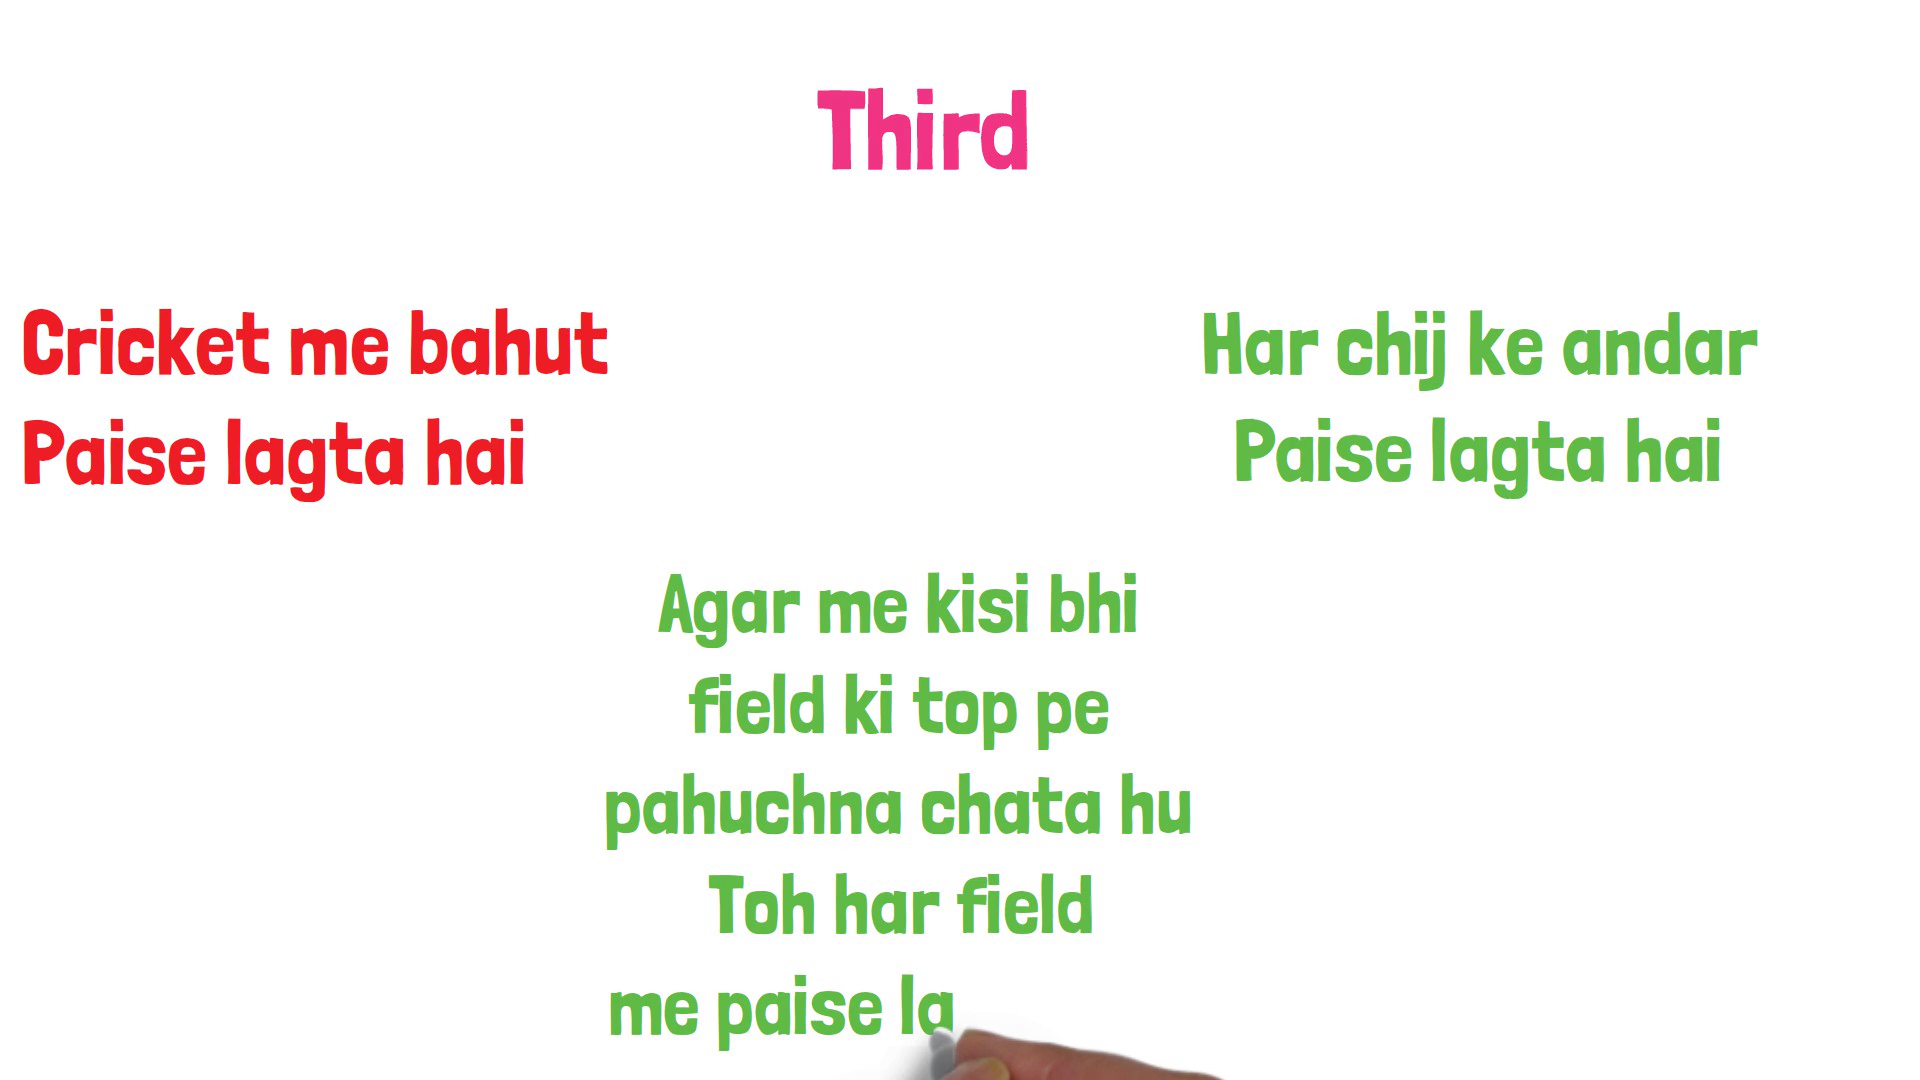 Third
Cricket me bahut
Paise lagta hai
Har chij ke andar
Paise lagta hai
Agar me kisi bhi
field ki top pe
pahuchna chata hu
Toh har field
me paise la